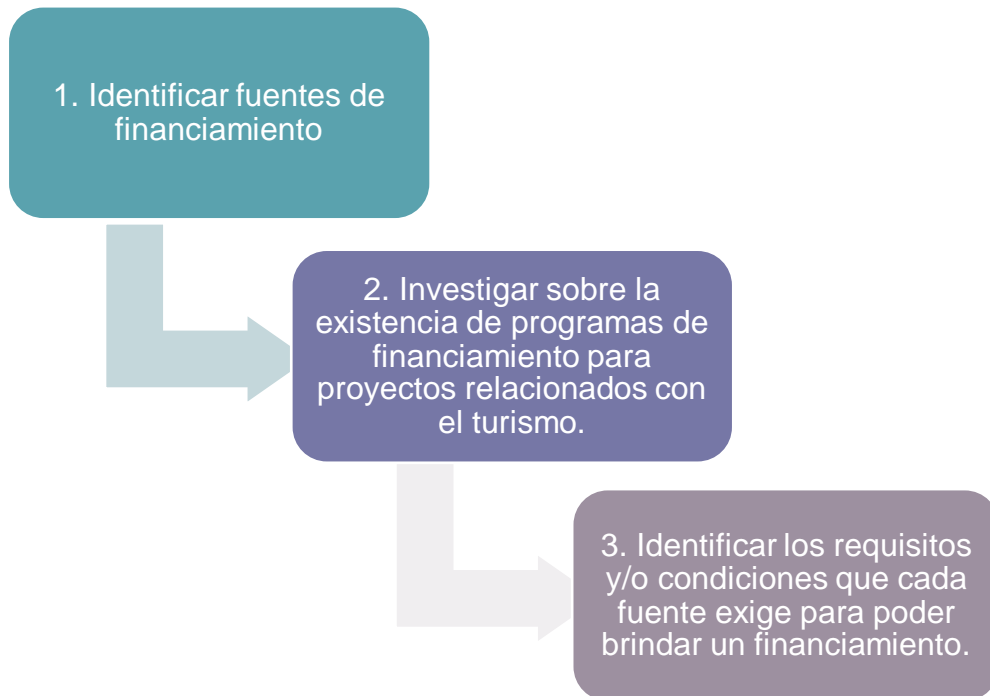 1. Identificar fuentes de
financiamiento
2. Investigar sobre la
existencia de programas de
financiamiento para
proyectos relacionados con
el turismo.
3. Identificar los requisitos
y/o condiciones que cada
fuente exige para poder
brindar un financiamiento.